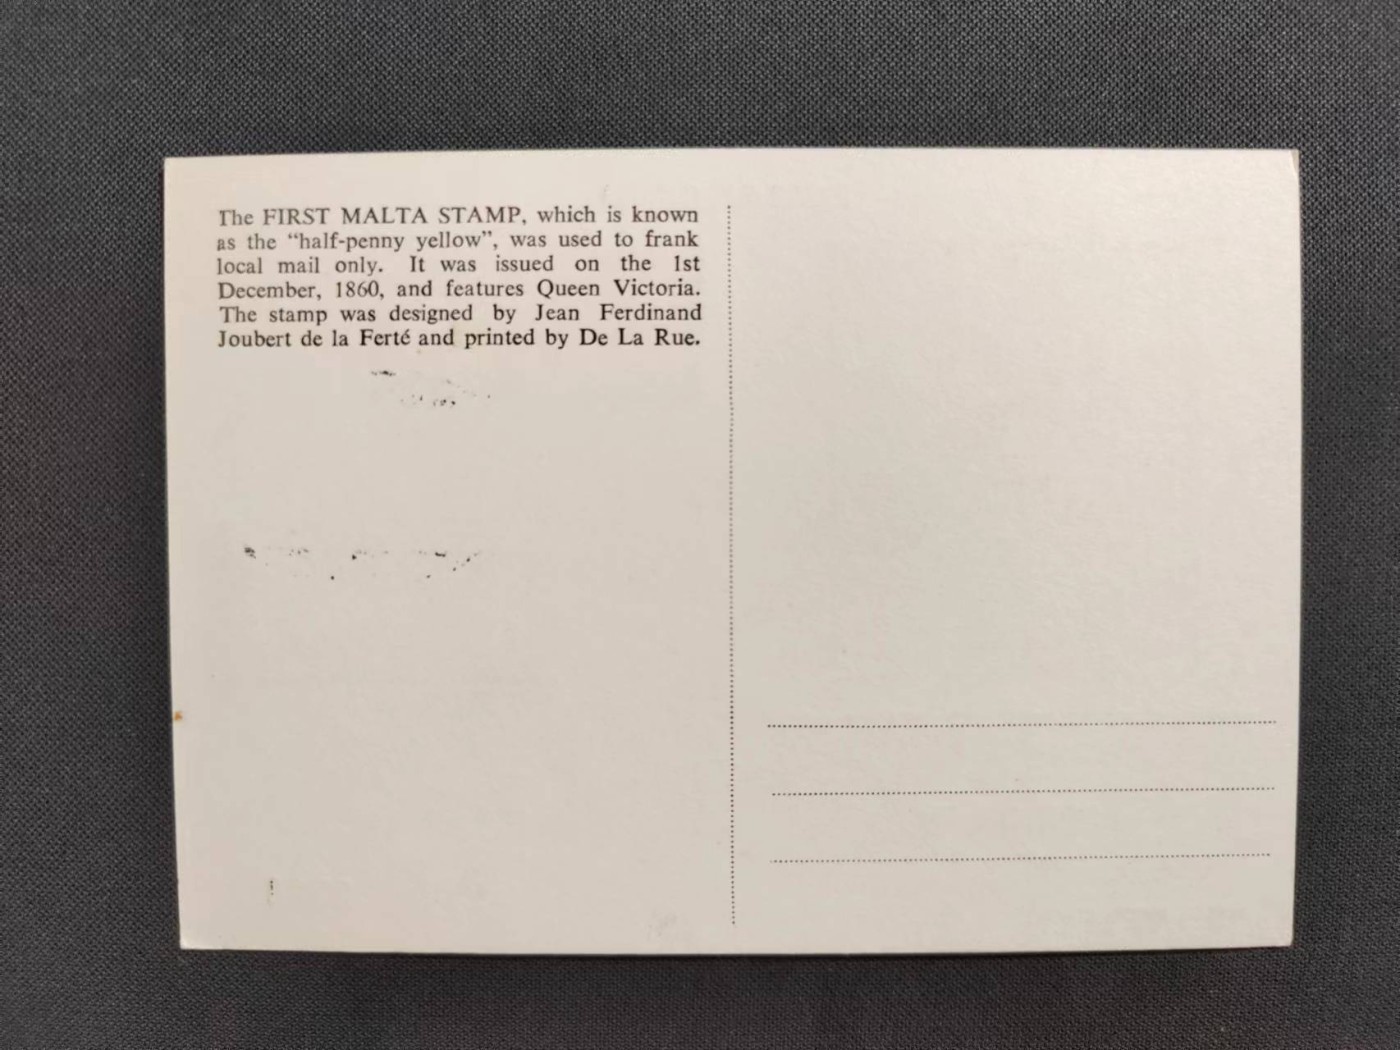 The FIRST MALTA STAMP, which is known
as the “half-penny yellow”, was used to frank
local mail only. It was issued on the 1st
December, 1860, and features Queen Victoria.
The stamp was designed by Jean Ferdinand
Joubert de la Ferté and printed by De La Rue.